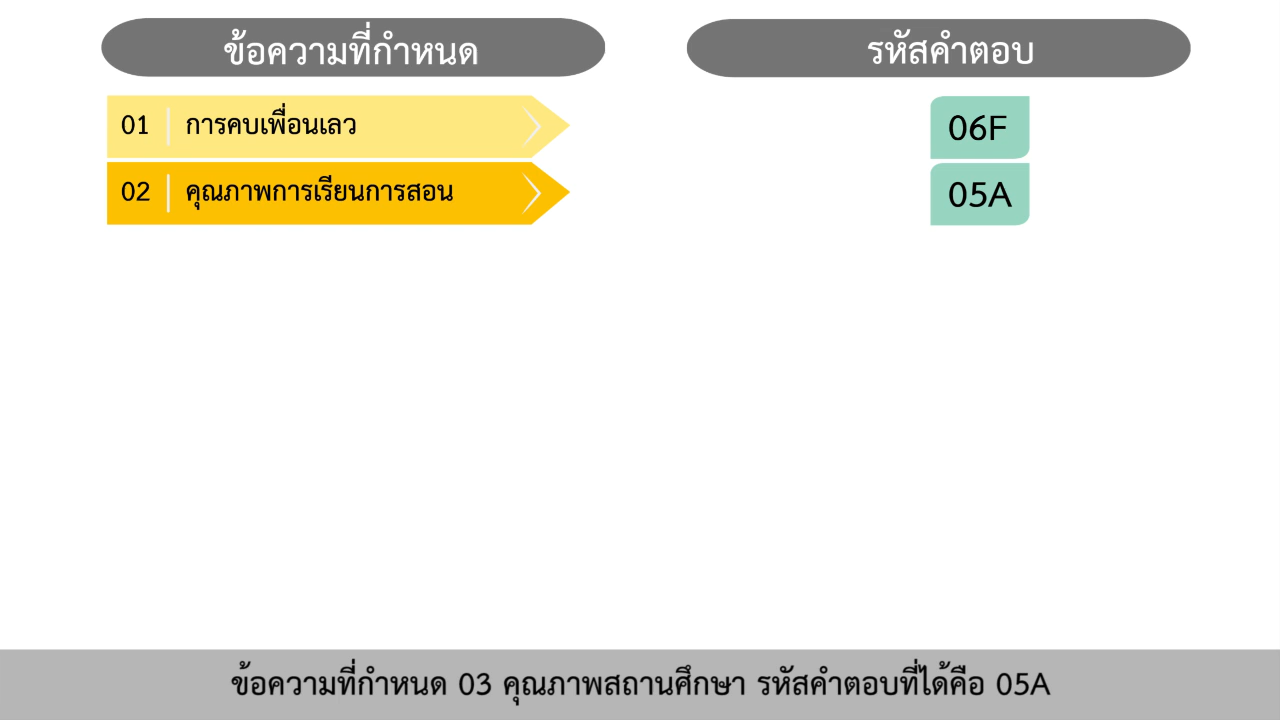 ข้อความที่กำหนด รหัสคำตอบ
01 การคบเพื่อนเลว 06F
02 คุณภาพการเรียนการสอน 05A
ข้อความที่กำหนด 03 คุณภาพสถานศึกษา รหัสคำตอบที่ได้คือ 05A